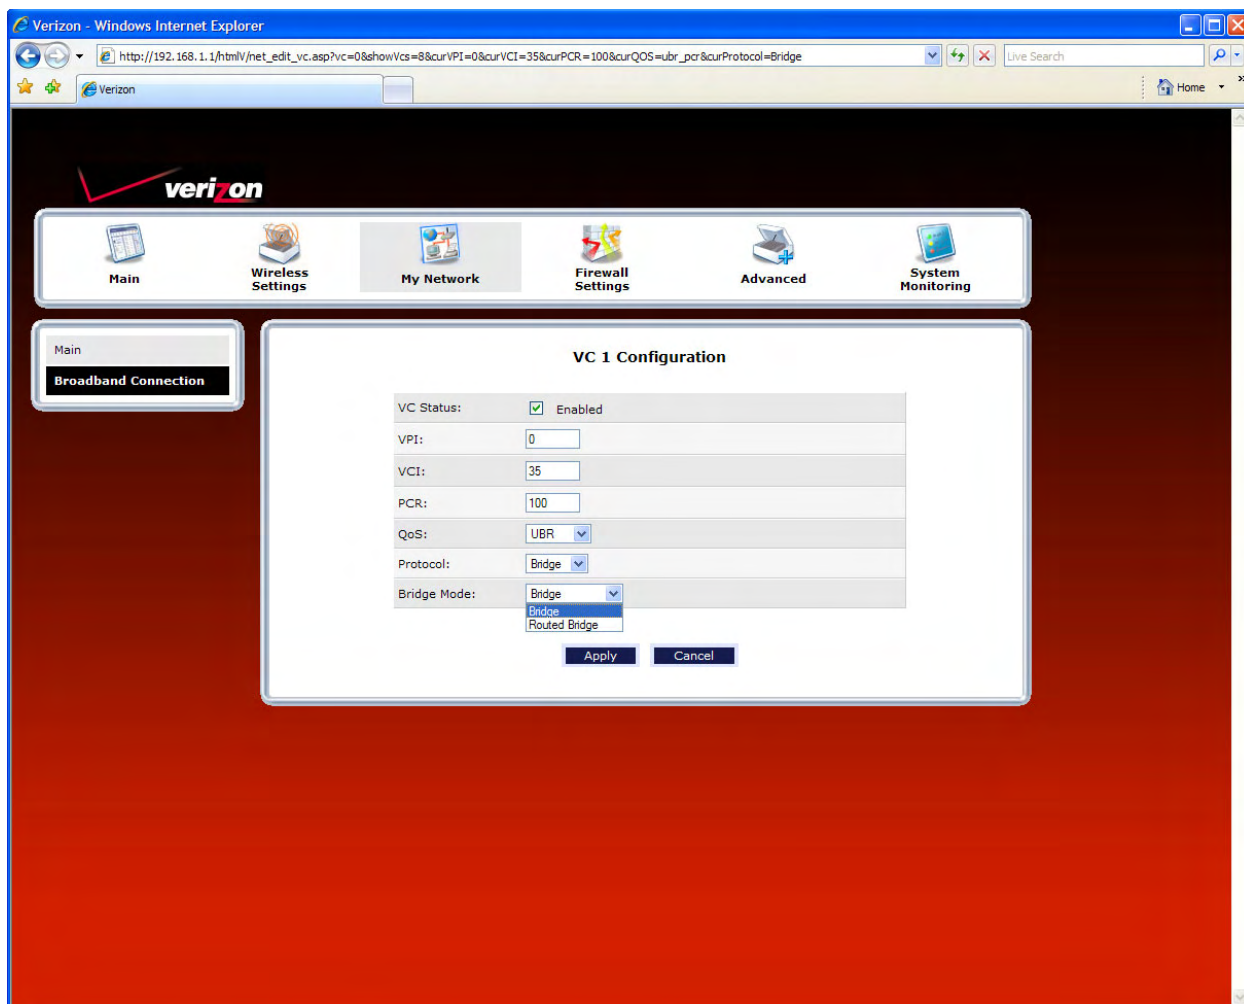 Verizon - Windows Internet Explorer
http://192.168.1.1/htmlV/net_edit_vc.asp?vc=0&showVcs=8&curVPI=0&curVCI=35&curPCR=100&curQOS=ubr_pcr&curProtocol=Bridge
Live Search
Verizon
Home
verizon
Main
Wireless Settings
My Network
Firewall Settings
Advanced
System Monitoring
Main
Broadband Connection
VC 1 Configuration
VC Status: Enabled
VPI: 0
VCI: 35
PCR: 100
QoS: UBR
Protocol: Bridge
Bridge Mode: Bridge
Bridge
Routed Bridge
Apply Cancel